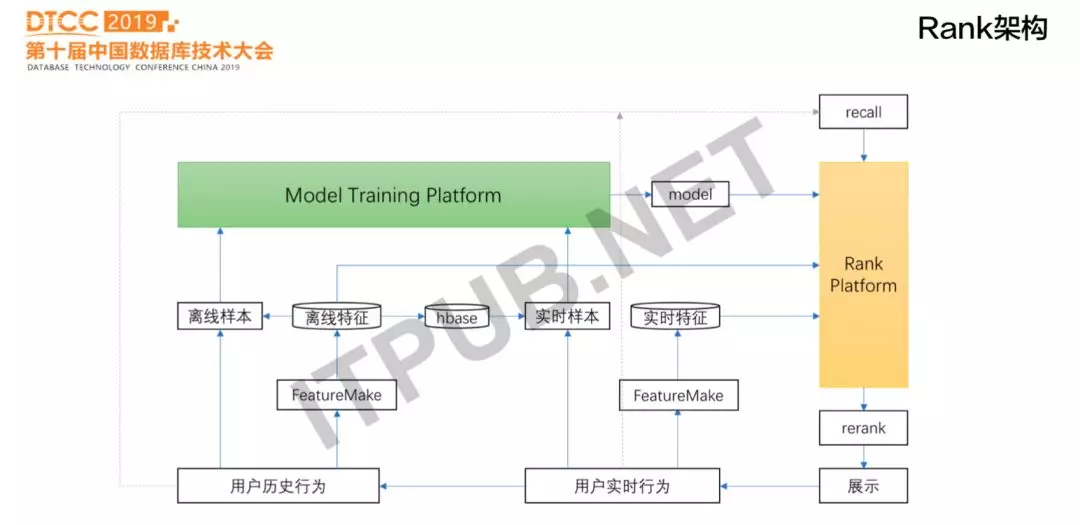 DTCC 2019
第十届中国数据库技术大会
DATABASE TECHNOLOGY CONFERENCE CHINA 2019
Rank架构
recall
Model Training Platform
model
Rank
Platform
离线样本
离线特征
hbase
实时样本
实时特征
FeatureMake
FeatureMake
rerank
用户历史行为
用户实时行为
展示
ITPUB.NET